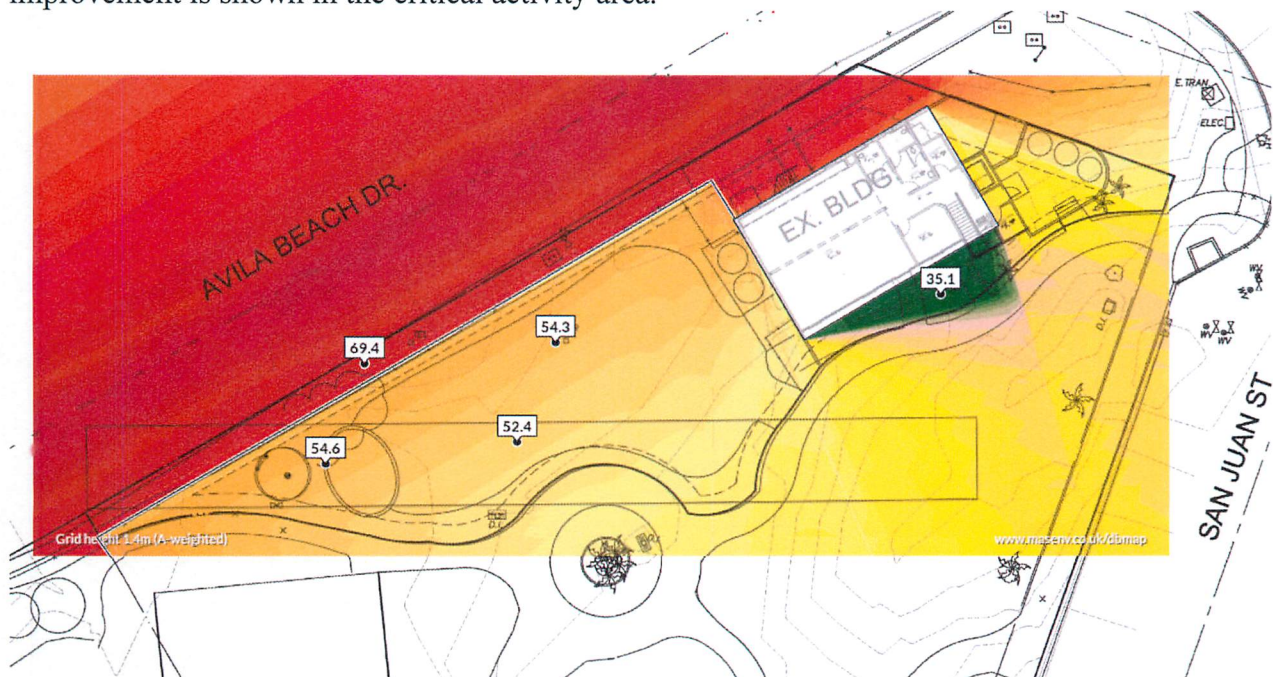 improvement is shown in the critical activity area.
E. TRAN
ELEC.
AVILA BEACH DR.
EX. BLDG
35.1
54.3
69.4
52.4
54.6
WV
WV
WV
SAN JUAN ST
Grid height 1.4m (A-weighted)
www.masenv.co.uk/dbmap